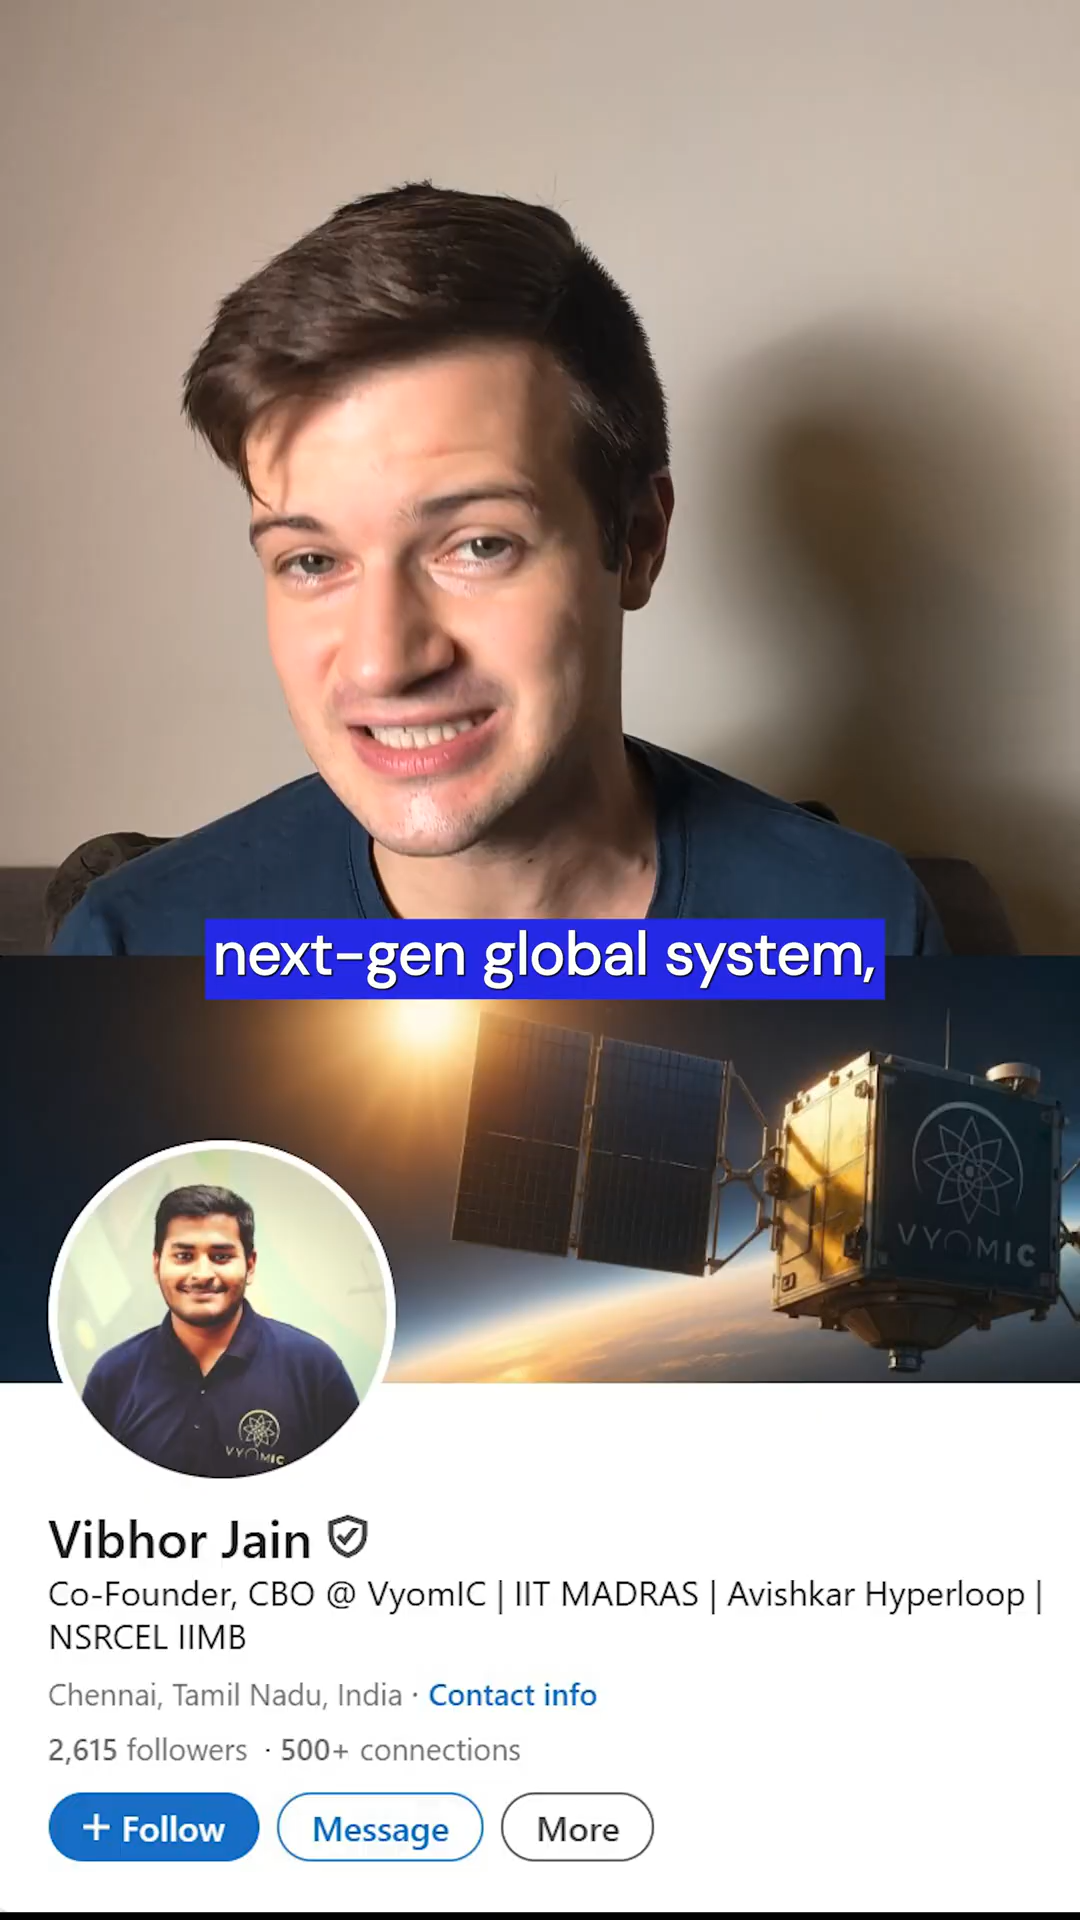 next-gen global system,
VYOMIC
VYOMIC
Vibhor Jain
Co-Founder, CBO @ VyomIC | IIT MADRAS | Avishkar Hyperloop |
NSRCEL IIMB
Chennai, Tamil Nadu, India · Contact info
2,615 followers · 500+ connections
+ Follow
Message
More